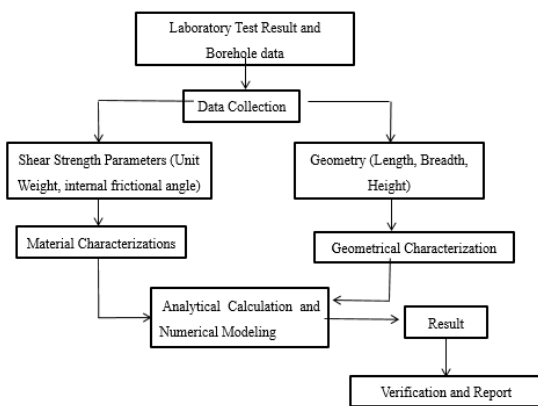 Laboratory Test Result and
Borehole data
Data Collection
Shear Strength Parameters (Unit
Weight, internal frictional angle)
Geometry (Length, Breadth,
Height)
Material Characterizations
Geometrical Characterization
Analytical Calculation and
Numerical Modeling
Result
Verification and Report